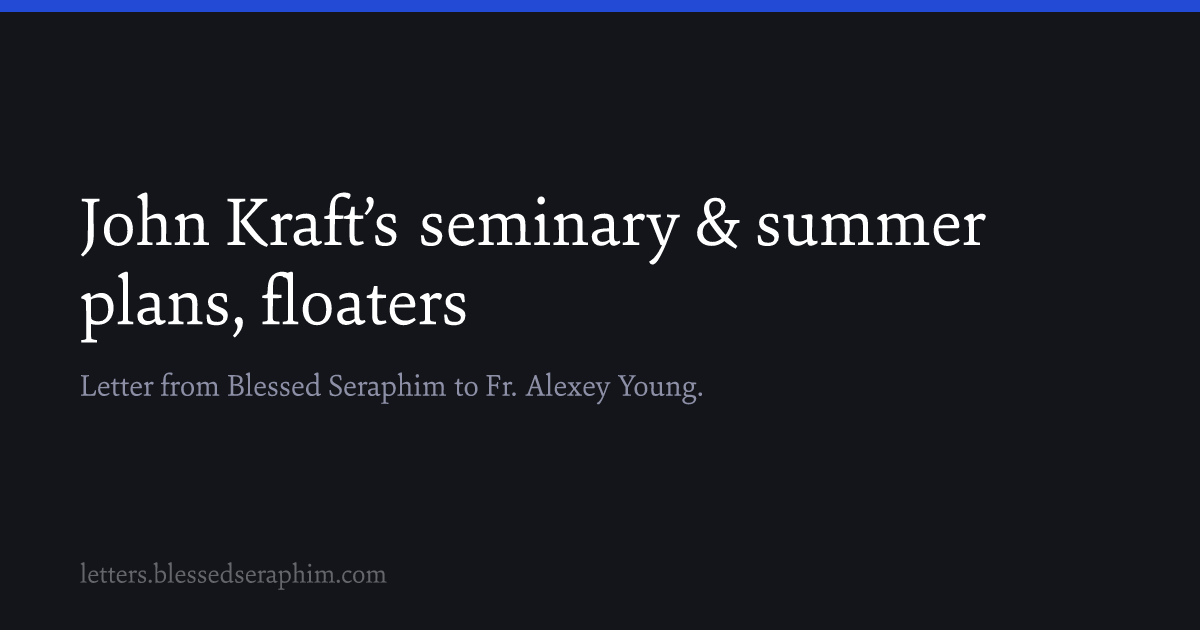 John Kraft’s seminary & summer
plans, floaters
Letter from Blessed Seraphim to Fr. Alexey Young.
letters.blessedseraphim.com